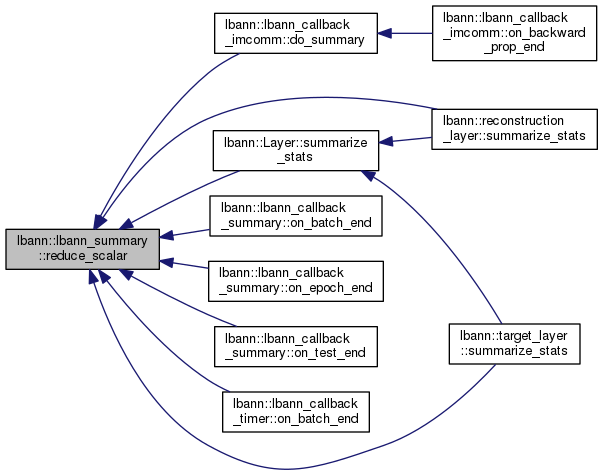 lbann::lbann_callback
_imcomm::do_summary
lbann::lbann_callback
_imcomm::on_backward
_prop_end
lbann::reconstruction
_layer::summarize_stats
lbann::Layer::summarize
_stats
lbann::lbann_callback
_summary::on_batch_end
lbann::lbann_summary
::reduce_scalar
lbann::lbann_callback
_summary::on_epoch_end
lbann::lbann_callback
_summary::on_test_end
lbann::target_layer
::summarize_stats
lbann::lbann_callback
_timer::on_batch_end